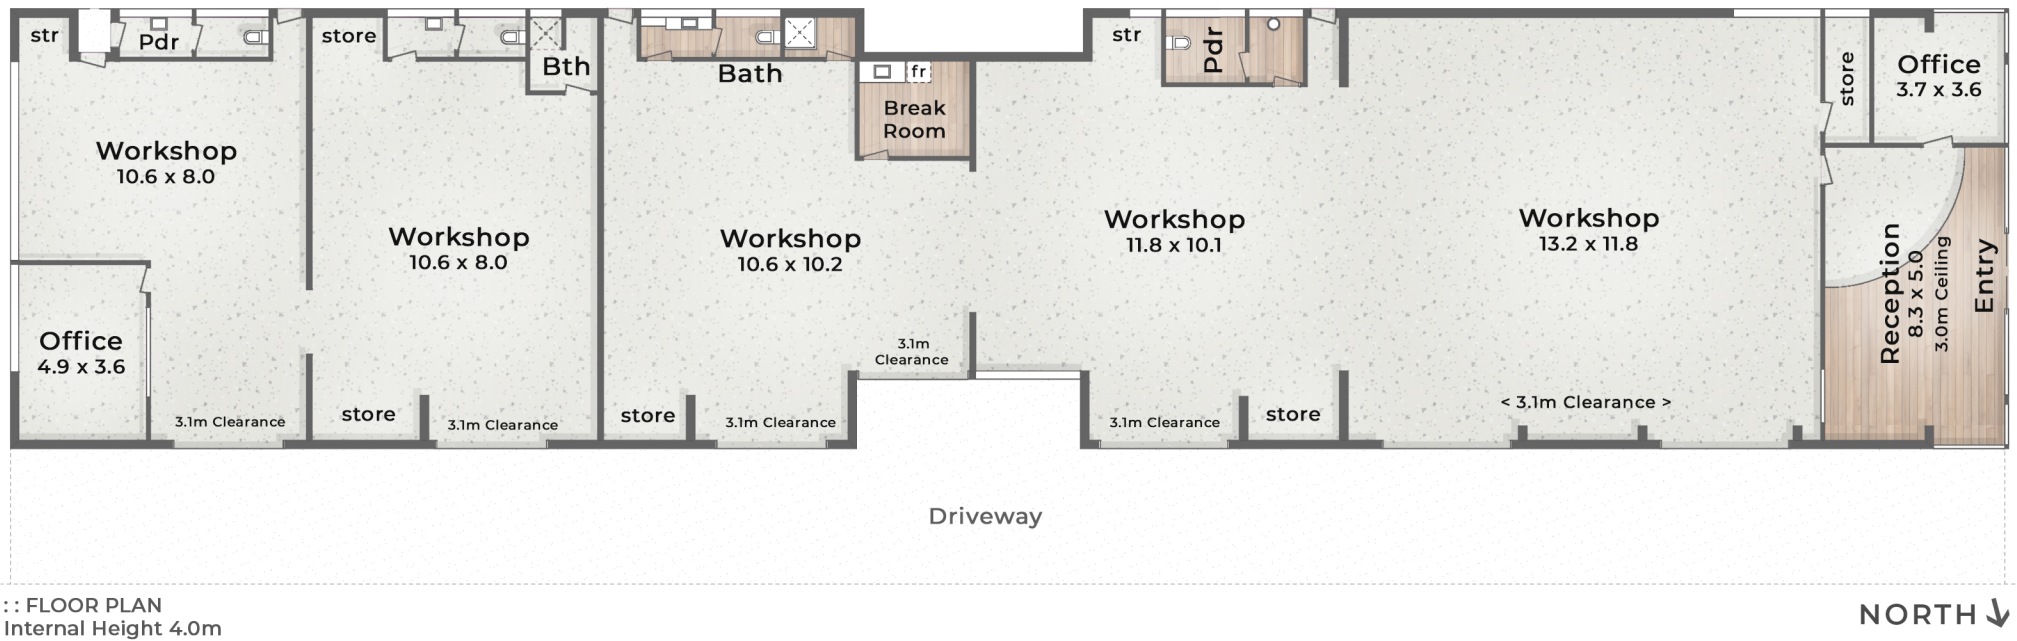 str
Pdr
Workshop
10.6 x 8.0
Office
4.9 x 3.6
3.1m Clearance
store
Bth
Workshop
10.6 x 8.0
store
3.1m Clearance
Bath
Workshop
10.6 x 10.2
store
3.1m Clearance
fr
Break
Room
3.1m
Clearance
str
Pdr
Workshop
11.8 x 10.1
3.1m Clearance
store
Workshop
13.2 x 11.8
< 3.1m Clearance >
store
Office
3.7 x 3.6
Reception
8.3 x 5.0
3.0m Ceiling
Entry
Driveway
: : FLOOR PLAN
Internal Height 4.0m
NORTH